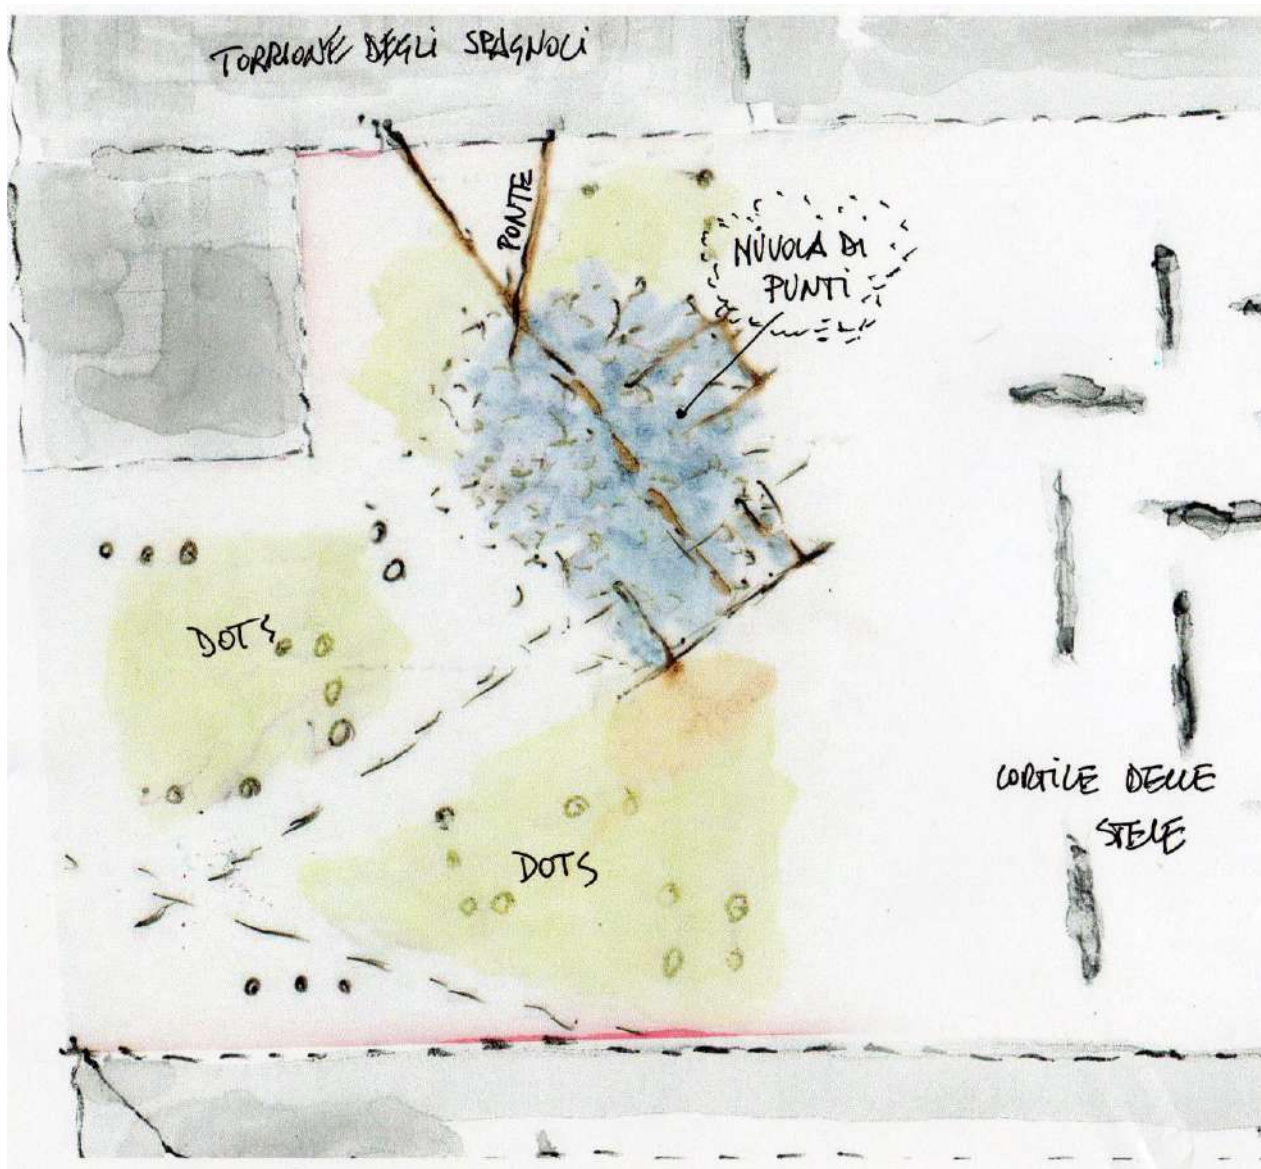 TORRIONE DEGLI SPAGNOLI
PONTE
NUVOLA DI
PUNTI
DOTS
DOTS
CORTILE DELLE
STELE